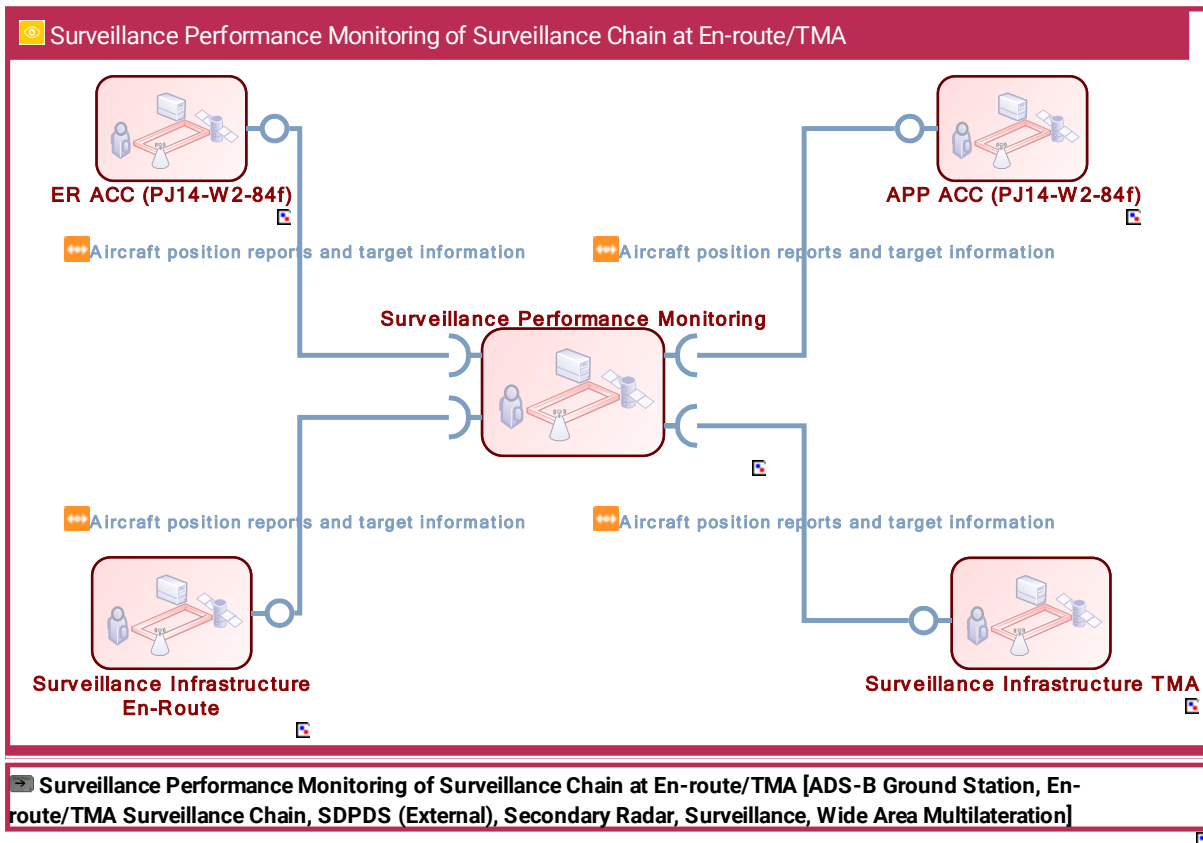 Surveillance Performance Monitoring of Surveillance Chain at En-route/TMA
ER ACC (PJ14-W2-84f)
APP ACC (PJ14-W2-84f)
Aircraft position reports and target information
Aircraft position reports and target information
Surveillance Performance Monitoring
Aircraft position reports and target information
Aircraft position reports and target information
Surveillance Infrastructure
En-Route
Surveillance Infrastructure TMA
Surveillance Performance Monitoring of Surveillance Chain at En-route/TMA [ADS-B Ground Station, En-
route/TMA Surveillance Chain, SDPDS (External), Secondary Radar, Surveillance, Wide Area Multilateration]